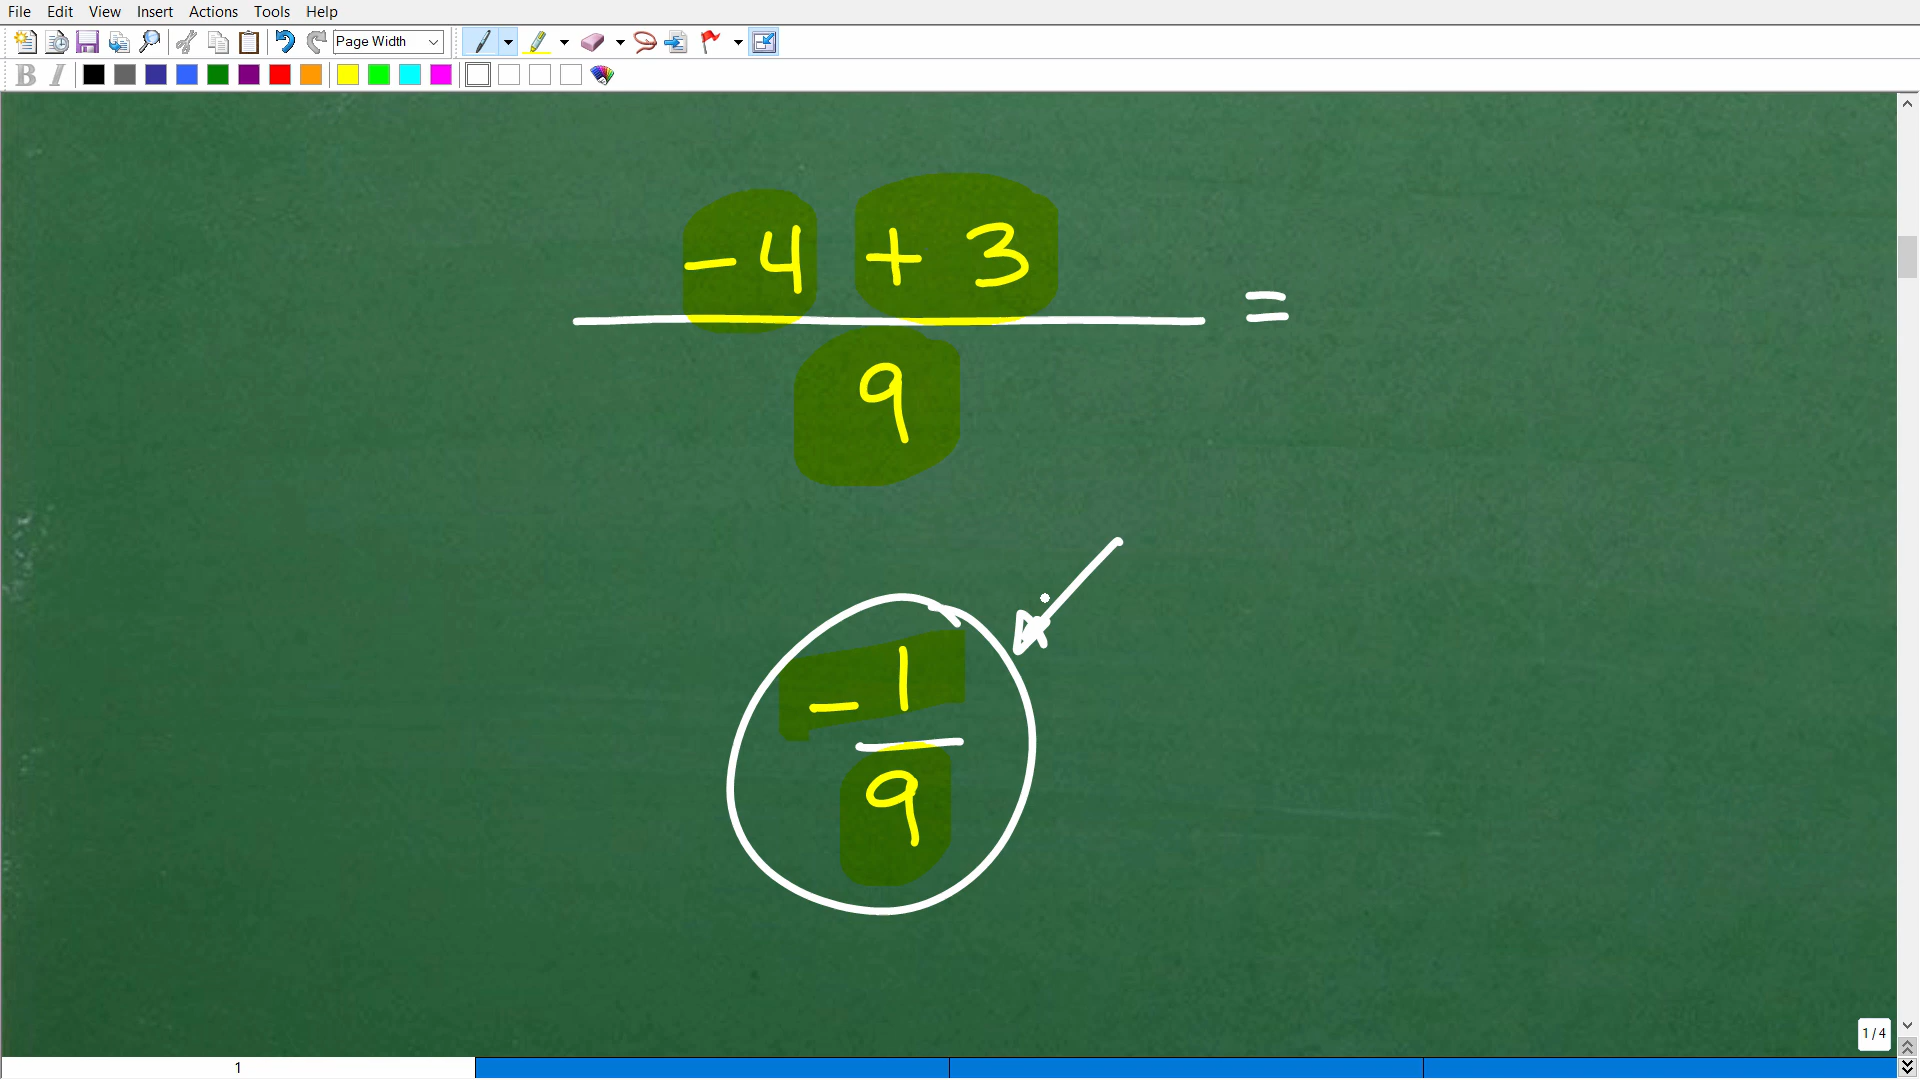 File Edit View Insert Actions Tools Help
Page Width
B I
-4 + 3
=
9
-1
9
1 / 4
1